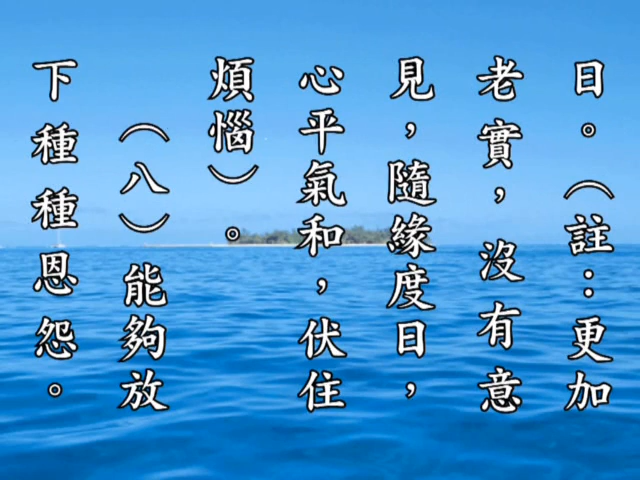 日。（註：更加
老實，沒有意
見，隨緣度日，
心平氣和，伏住
煩惱）。
（八）能夠放
下種種恩怨。